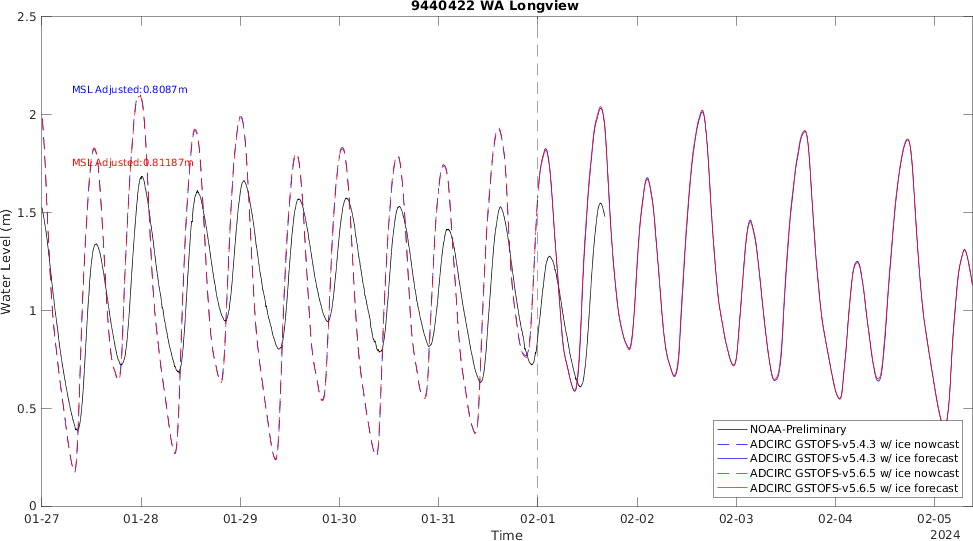 9440422 WA Longview
2.5
2
1.5
1
0.5
0
Water Level (m)
MSL Adjusted:0.8087m
MSL Adjusted:0.81187m
NOAA-Preliminary
ADCIRC GSTOFS-v5.4.3 w/ ice nowcast
ADCIRC GSTOFS-v5.4.3 w/ ice forecast
ADCIRC GSTOFS-v5.6.5 w/ ice nowcast
ADCIRC GSTOFS-v5.6.5 w/ ice forecast
01-27 01-28 01-29 01-30 01-31 02-01 02-02 02-03 02-04 02-05
Time
2024